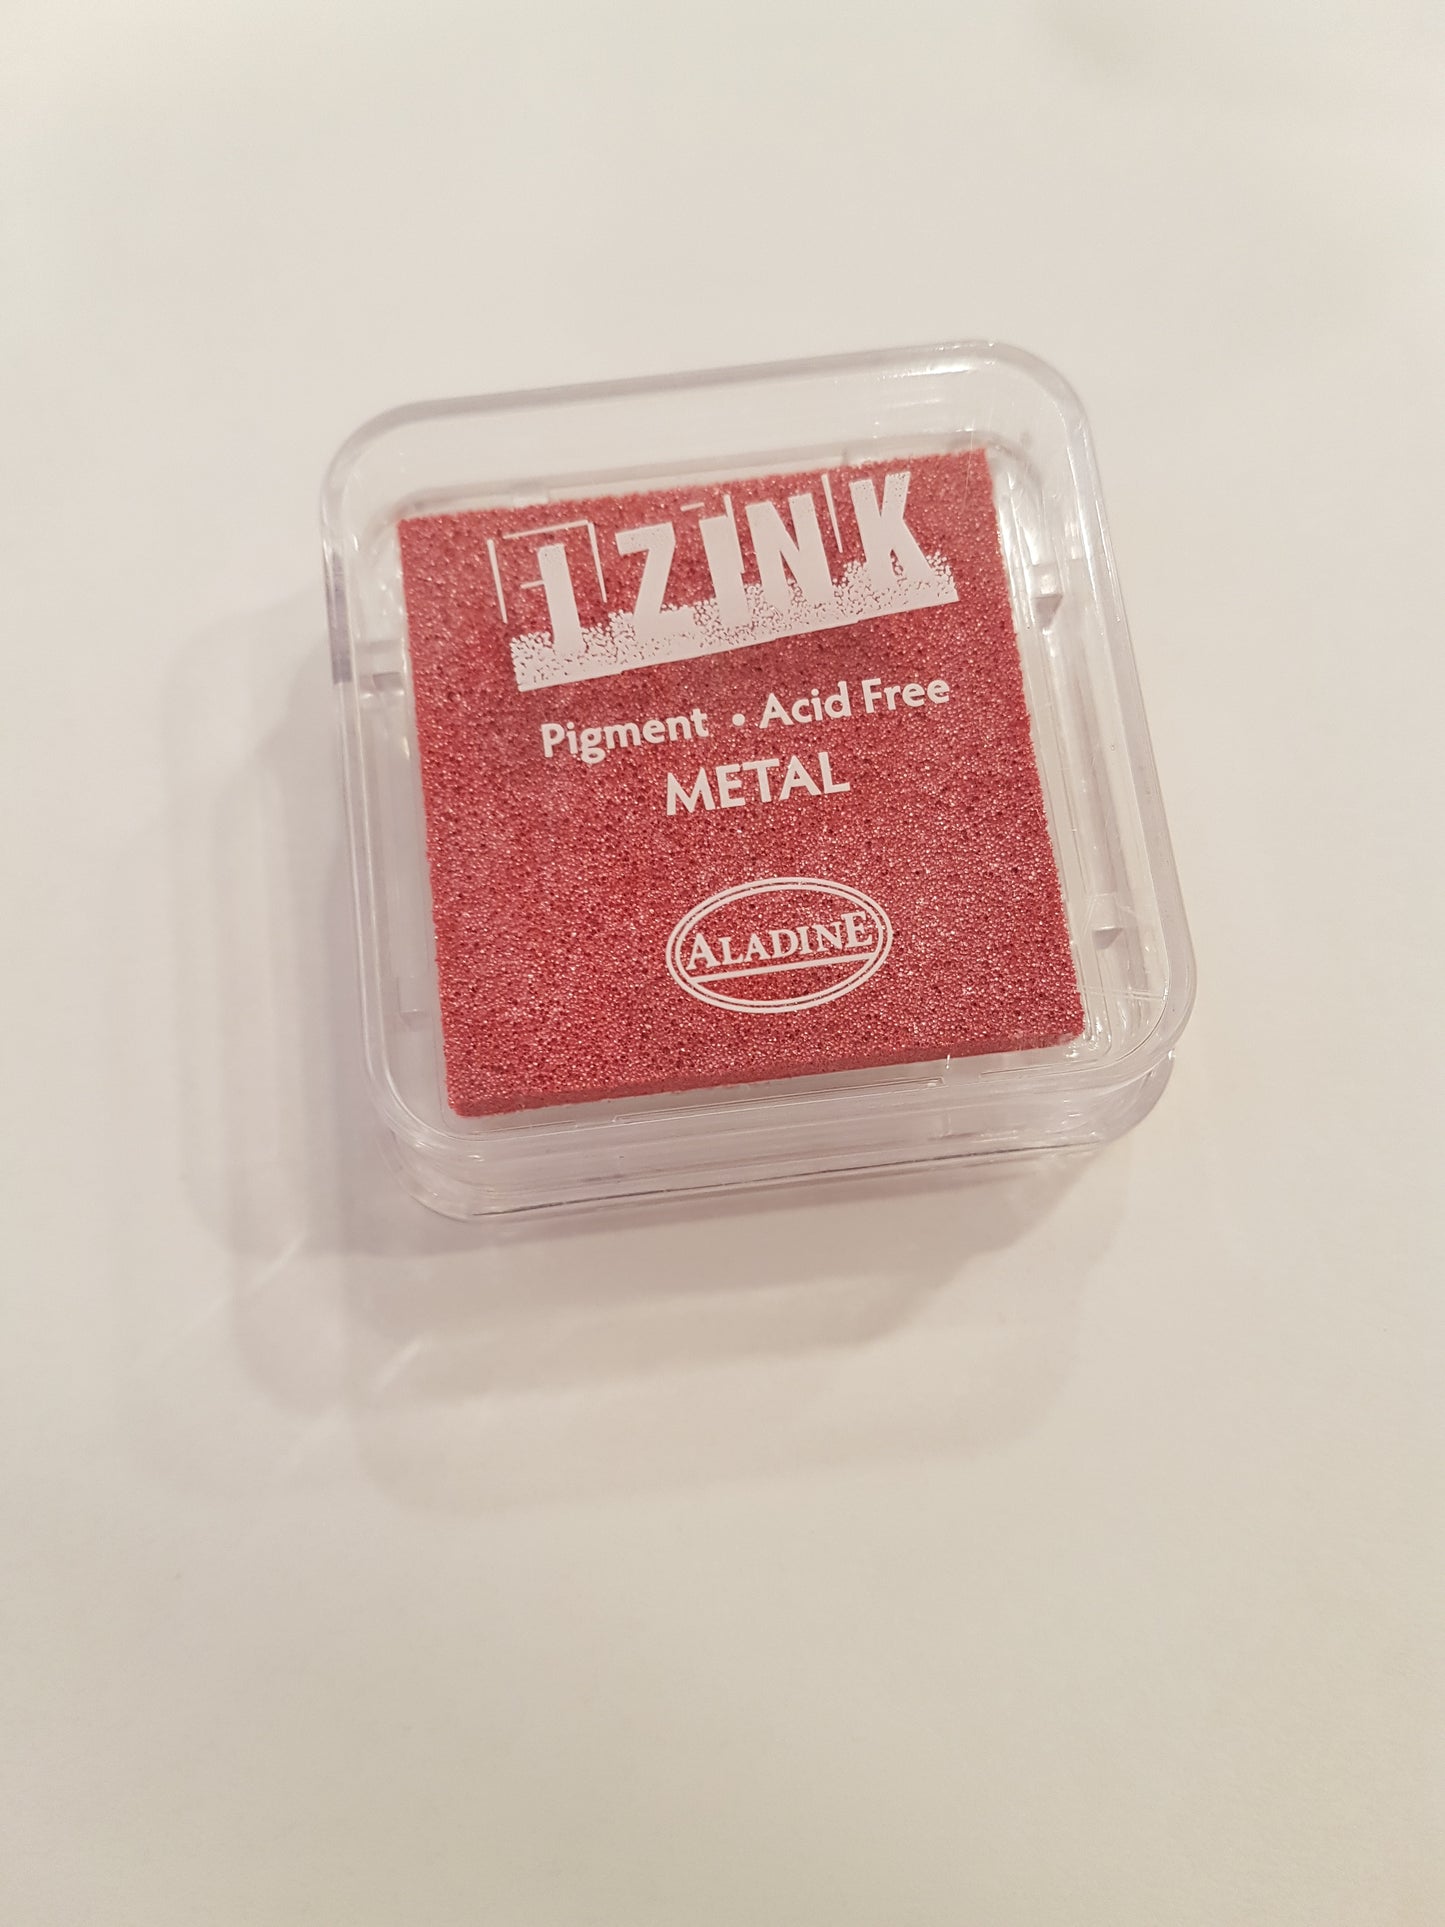 IZINK
Pigment • Acid Free
METAL
ALADINE